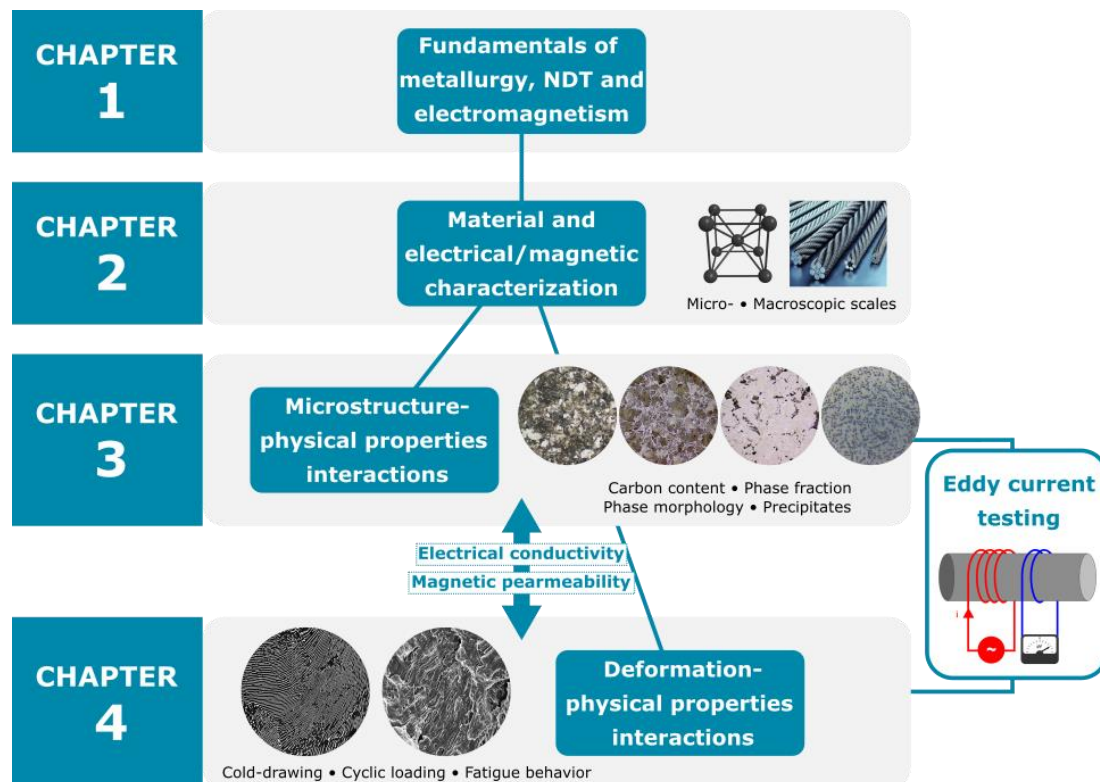 CHAPTER
1
Fundamentals of
metallurgy, NDT and
electromagnetism
CHAPTER
2
Material and
electrical/magnetic
characterization
Micro- • Macroscopic scales
CHAPTER
3
Microstructure-
physical properties
interactions
Carbon content • Phase fraction
Phase morphology • Precipitates
Eddy current
testing
i
~
Electrical conductivity
Magnetic pearmeability
CHAPTER
4
Cold-drawing • Cyclic loading • Fatigue behavior
Deformation-
physical properties
interactions